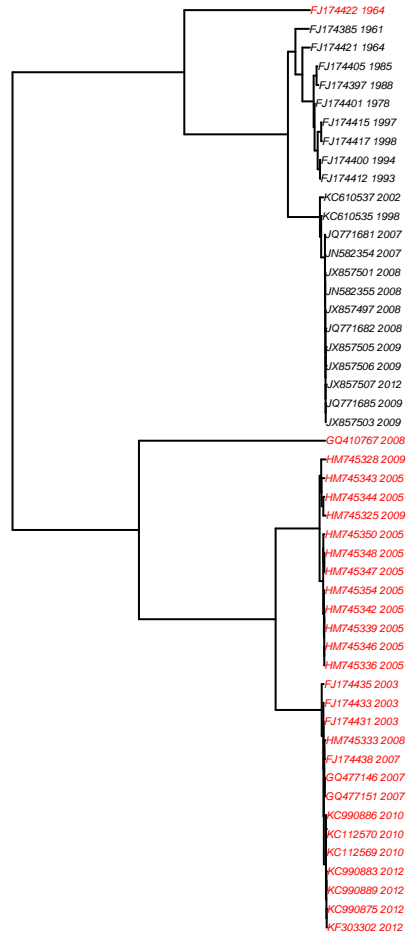 FJ174422 1964
FJ174385 1961
FJ174421 1964
FJ174405 1985
FJ174397 1988
FJ174401 1978
FJ174415 1997
FJ174417 1998
FJ174400 1994
FJ174412 1993
KC610537 2002
KC610535 1998
JQ771681 2007
JN582354 2007
JX857501 2008
JN582355 2008
JX857497 2008
JQ771682 2008
JX857505 2009
JX857506 2009
JX857507 2012
JQ771685 2009
JX857503 2009
GQ410767 2008
HM745328 2009
HM745343 2005
HM745344 2005
HM745325 2009
HM745350 2005
HM745348 2005
HM745347 2005
HM745354 2005
HM745342 2005
HM745339 2005
HM745346 2005
HM745336 2005
FJ174435 2003
FJ174433 2003
FJ174431 2003
HM745333 2008
FJ174438 2007
GQ477146 2007
GQ477151 2007
KC990886 2010
KC112570 2010
KC112569 2010
KC990883 2012
KC990889 2012
KC990875 2012
KF303302 2012